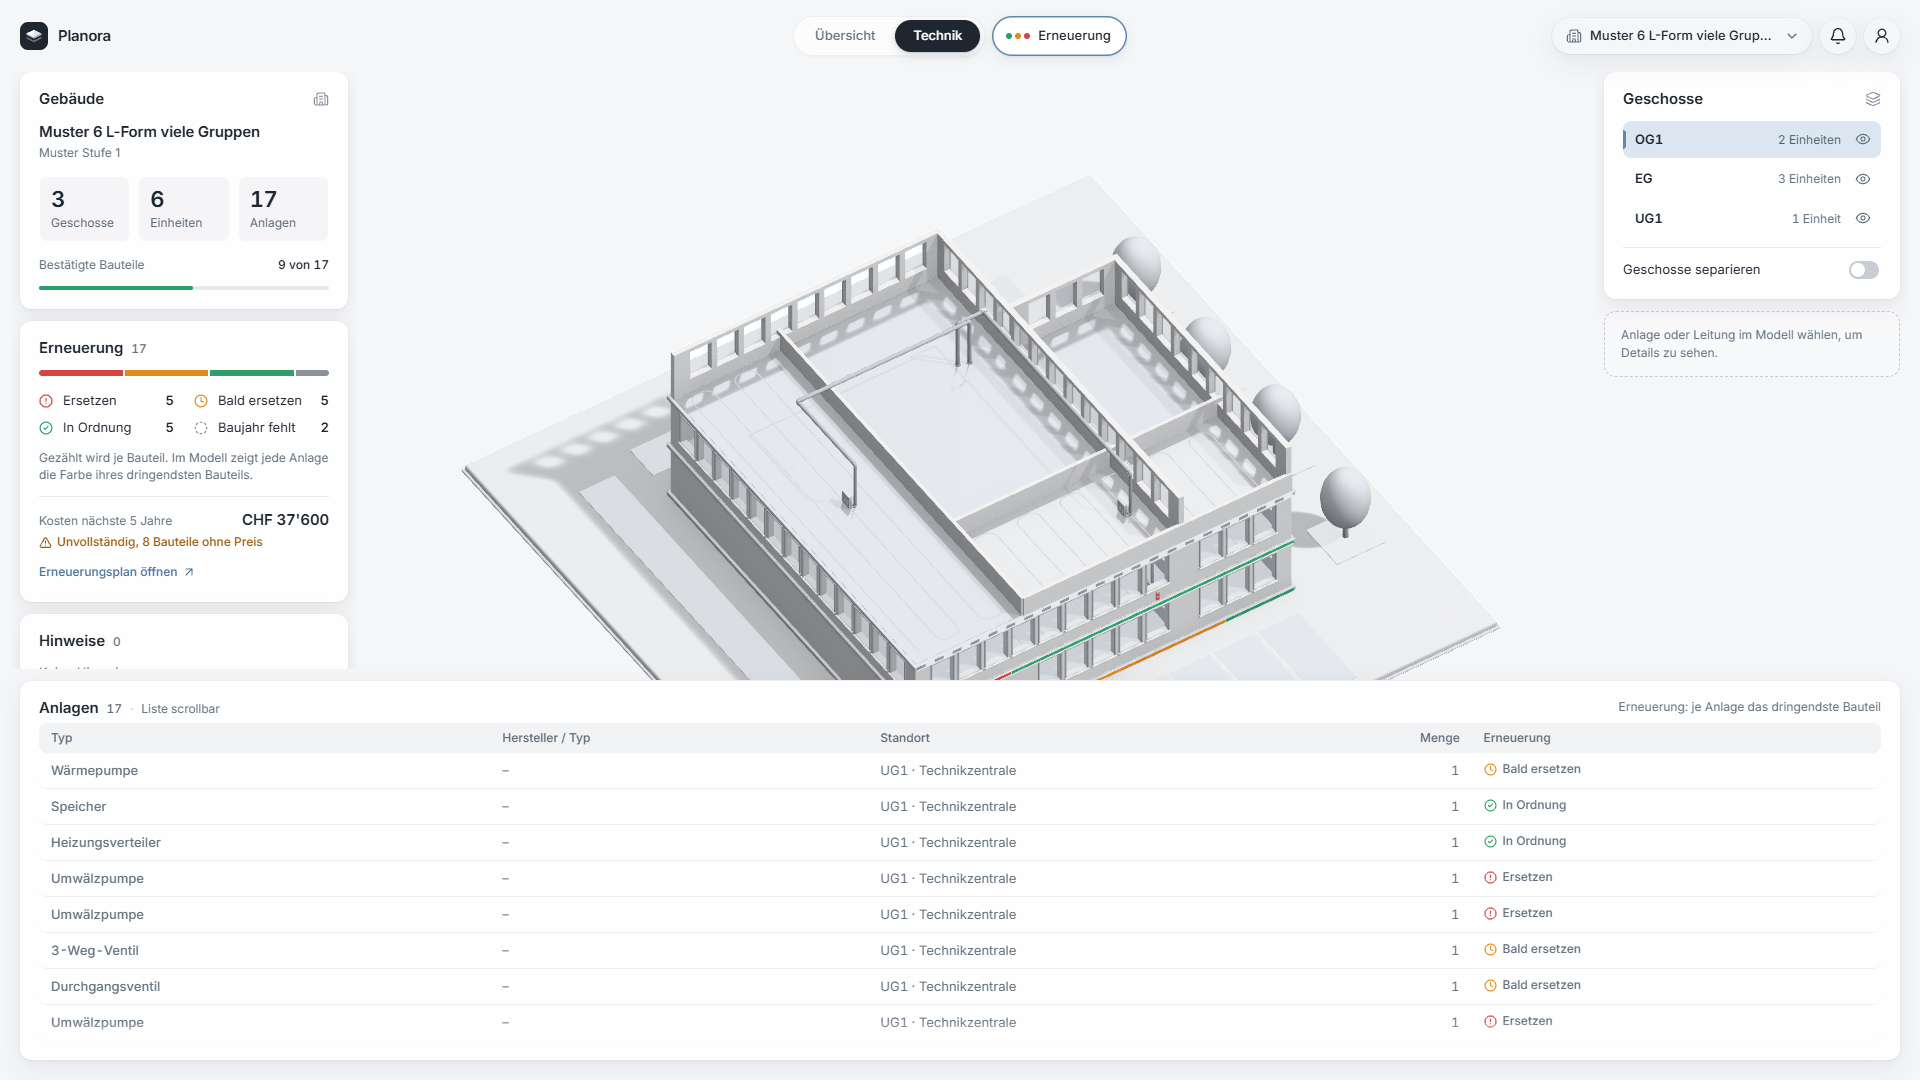 Planora
Übersicht
Technik
Erneuerung
Muster 6 L-Form viele Grup...
Gebäude
Muster 6 L-Form viele Gruppen
Muster Stufe 1
3 Geschosse
6 Einheiten
17 Anlagen
Bestätigte Bauteile 9 von 17
Erneuerung 17
Ersetzen 5 Bald ersetzen 5
In Ordnung 5 Baujahr fehlt 2
Gezählt wird je Bauteil. Im Modell zeigt jede Anlage
die Farbe ihres dringendsten Bauteils.
Kosten nächste 5 Jahre CHF 37'600
Unvollständig, 8 Bauteile ohne Preis
Erneuerungsplan öffnen
Hinweise 0
Geschosse
OG1 2 Einheiten
EG 3 Einheiten
UG1 1 Einheit
Geschosse separieren
Anlage oder Leitung im Modell wählen, um
Details zu sehen.
Anlagen 17 · Liste scrollbar
Erneuerung: je Anlage das dringendste Bauteil
Typ Hersteller / Typ Standort Menge Erneuerung
Wärmepumpe – UG1 · Technikzentrale 1 Bald ersetzen
Speicher – UG1 · Technikzentrale 1 In Ordnung
Heizungsverteiler – UG1 · Technikzentrale 1 In Ordnung
Umwälzpumpe – UG1 · Technikzentrale 1 Ersetzen
Umwälzpumpe – UG1 · Technikzentrale 1 Ersetzen
3-Weg-Ventil – UG1 · Technikzentrale 1 Bald ersetzen
Durchgangsventil – UG1 · Technikzentrale 1 Bald ersetzen
Umwälzpumpe – UG1 · Technikzentrale 1 Ersetzen